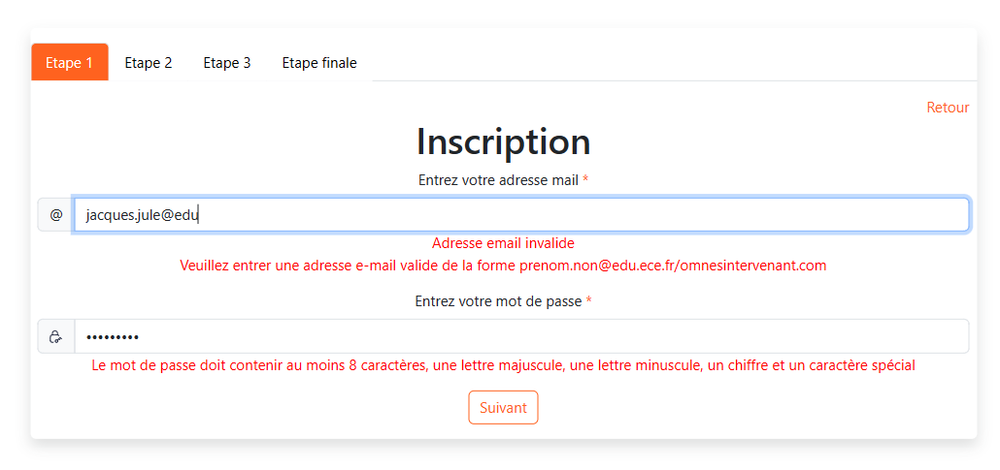 Etape 1 Etape 2 Etape 3 Etape finale
Retour
Inscription
Entrez votre adresse mail *
@ jacques.jule@edu
Adresse email invalide
Veuillez entrer une adresse e-mail valide de la forme prenom.non@edu.ece.fr/omnesintervenant.com
Entrez votre mot de passe *
•••••••••
Le mot de passe doit contenir au moins 8 caractères, une lettre majuscule, une lettre minuscule, un chiffre et un caractère spécial
Suivant